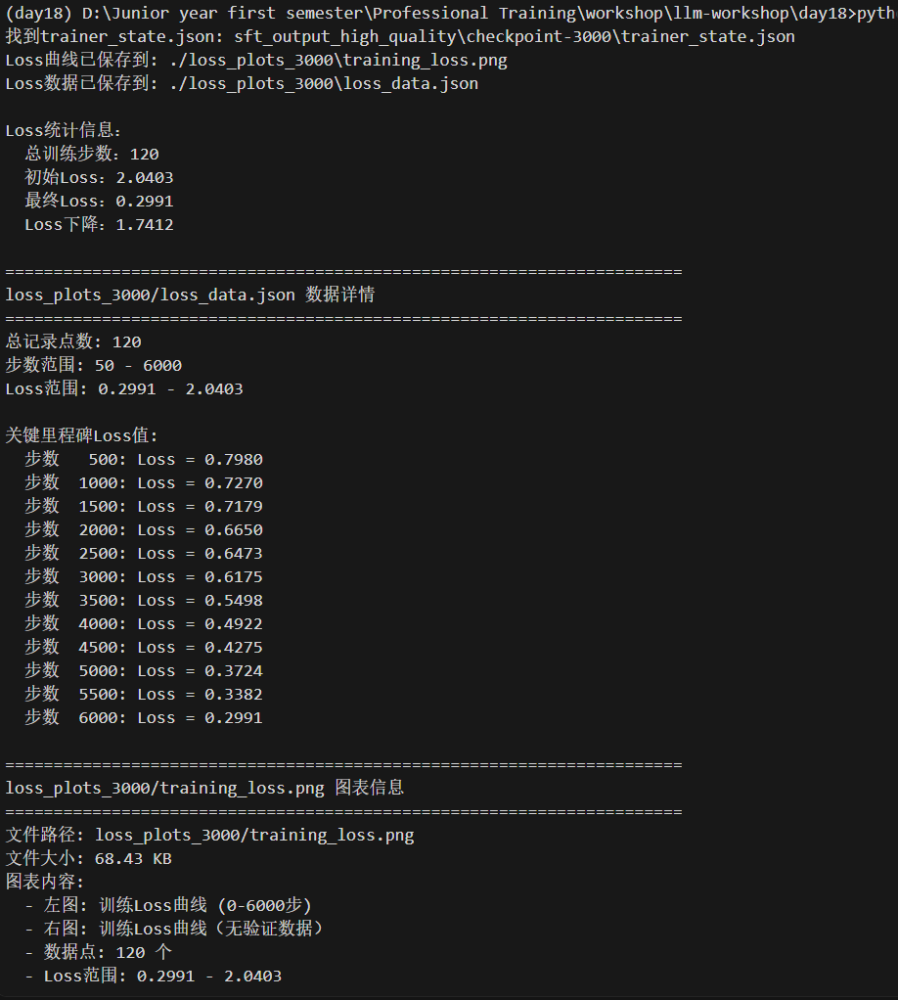 (day18) D:\Junior year first semester\Professional Training\workshop\llm-workshop\day18>pyth
找到trainer_state.json: sft_output_high_quality\checkpoint-3000\trainer_state.json
Loss曲线已保存到: ./loss_plots_3000\training_loss.png
Loss数据已保存到: ./loss_plots_3000\loss_data.json
Loss统计信息:
总训练步数: 120
初始Loss: 2.0403
最终Loss: 0.2991
Loss下降: 1.7412
======================================================================
loss_plots_3000/loss_data.json 数据详情
======================================================================
总记录点数: 120
步数范围: 50 - 6000
Loss范围: 0.2991 - 2.0403
关键里程碑Loss值:
步数   500: Loss = 0.7980
步数  1000: Loss = 0.7270
步数  1500: Loss = 0.7179
步数  2000: Loss = 0.6650
步数  2500: Loss = 0.6473
步数  3000: Loss = 0.6175
步数  3500: Loss = 0.5498
步数  4000: Loss = 0.4922
步数  4500: Loss = 0.4275
步数  5000: Loss = 0.3724
步数  5500: Loss = 0.3382
步数  6000: Loss = 0.2991
======================================================================
loss_plots_3000/training_loss.png 图表信息
======================================================================
文件路径: loss_plots_3000/training_loss.png
文件大小: 68.43 KB
图表内容:
- 左图: 训练Loss曲线 (0-6000步)
- 右图: 训练Loss曲线（无验证数据）
- 数据点: 120 个
- Loss范围: 0.2991 - 2.0403